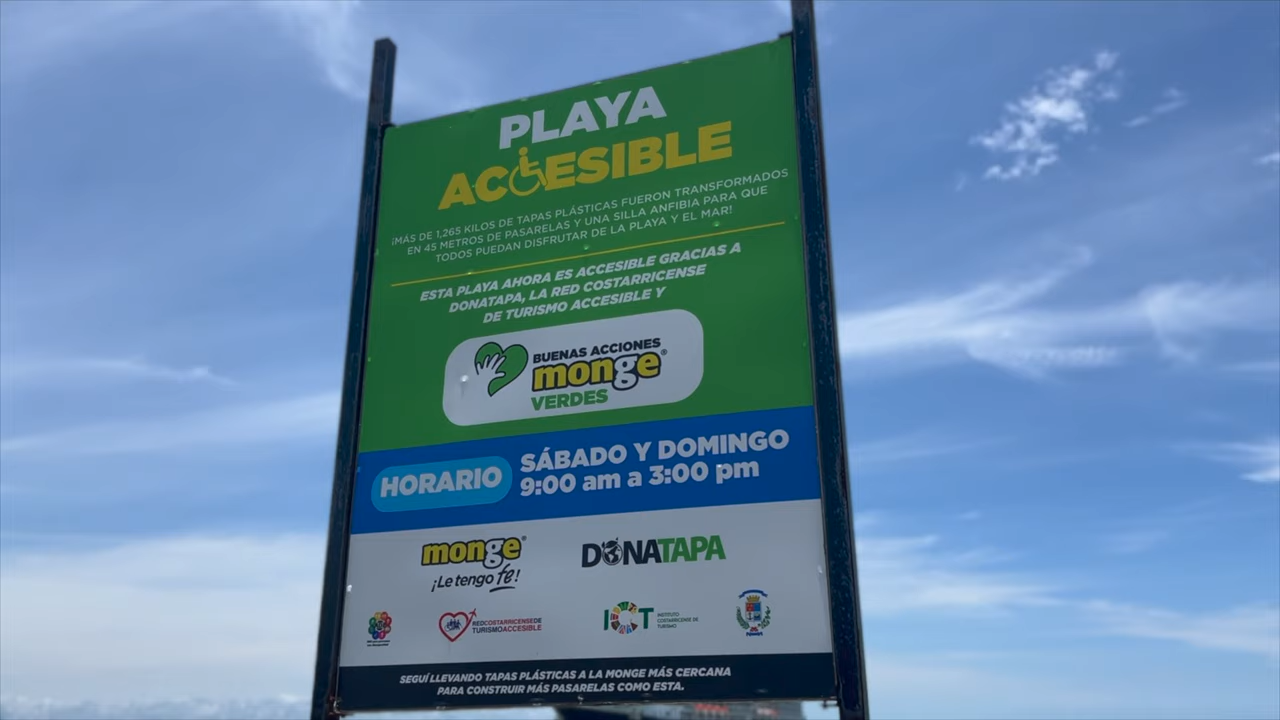 PLAYA
ACCESIBLE
¡MÁS DE 1,265 KILOS DE TAPAS PLÁSTICAS FUERON TRANSFORMADOS
EN 45 METROS DE PASARELAS Y UNA SILLA ANFIBIA PARA QUE
TODOS PUEDAN DISFRUTAR DE LA PLAYA Y EL MAR!
ESTA PLAYA AHORA ES ACCESIBLE GRACIAS A
DONATAPA, LA RED COSTARRICENSE
DE TURISMO ACCESIBLE Y
BUENAS ACCIONES
monge®
VERDES
HORARIO
SÁBADO Y DOMINGO
9:00 am a 3:00 pm
monge®
¡Le tengo fe!
DONATAPA
REDCOSTARRICENSEDE
TURISMOACCESIBLE
ICT
INSTITUTO
COSTARRICENSE
DE TURISMO
SEGUÍ LLEVANDO TAPAS PLÁSTICAS A LA MONGE MÁS CERCANA
PARA CONSTRUIR MÁS PASARELAS COMO ESTA.